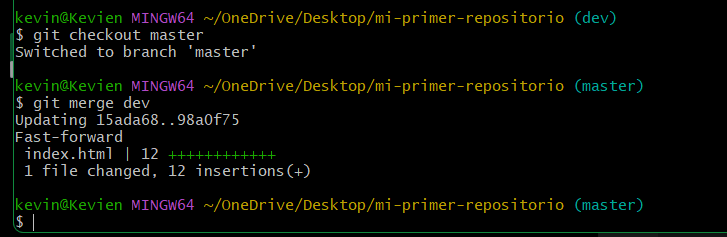 kevin@Kevien MINGW64 ~/OneDrive/Desktop/mi-primer-repositorio (dev)
$ git checkout master
Switched to branch 'master'
kevin@Kevien MINGW64 ~/OneDrive/Desktop/mi-primer-repositorio (master)
$ git merge dev
Updating 15ada68..98a0f75
Fast-forward
 index.html | 12 ++++++++++++
 1 file changed, 12 insertions(+)
kevin@Kevien MINGW64 ~/OneDrive/Desktop/mi-primer-repositorio (master)
$